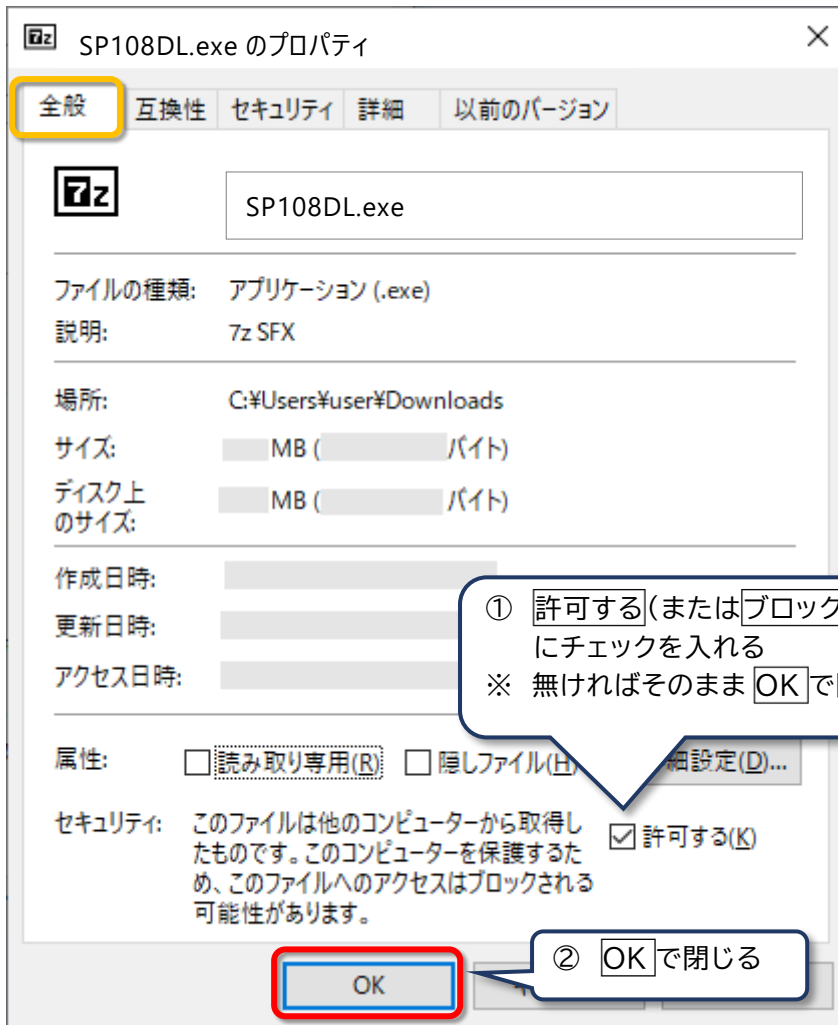 SP108DL.exe のプロパティ
全般 互換性 セキュリティ 詳細 以前のバージョン
7z
SP108DL.exe
ファイルの種類: アプリケーション (.exe)
説明: 7z SFX
場所: C:¥Users¥user¥Downloads
サイズ: MB ( バイト)
ディスク上
のサイズ: MB ( バイト)
作成日時:
更新日時:
アクセス日時:
① 許可する(またはブロック
にチェックを入れる
※ 無ければそのまま OK で
属性: 読み取り専用(R) 隠しファイル(H) 細設定(D)...
セキュリティ: このファイルは他のコンピューターから取得し
たものです。このコンピューターを保護するた
め、このファイルへのアクセスはブロックされる
可能性があります。
許可する(K)
② OK で閉じる
OK